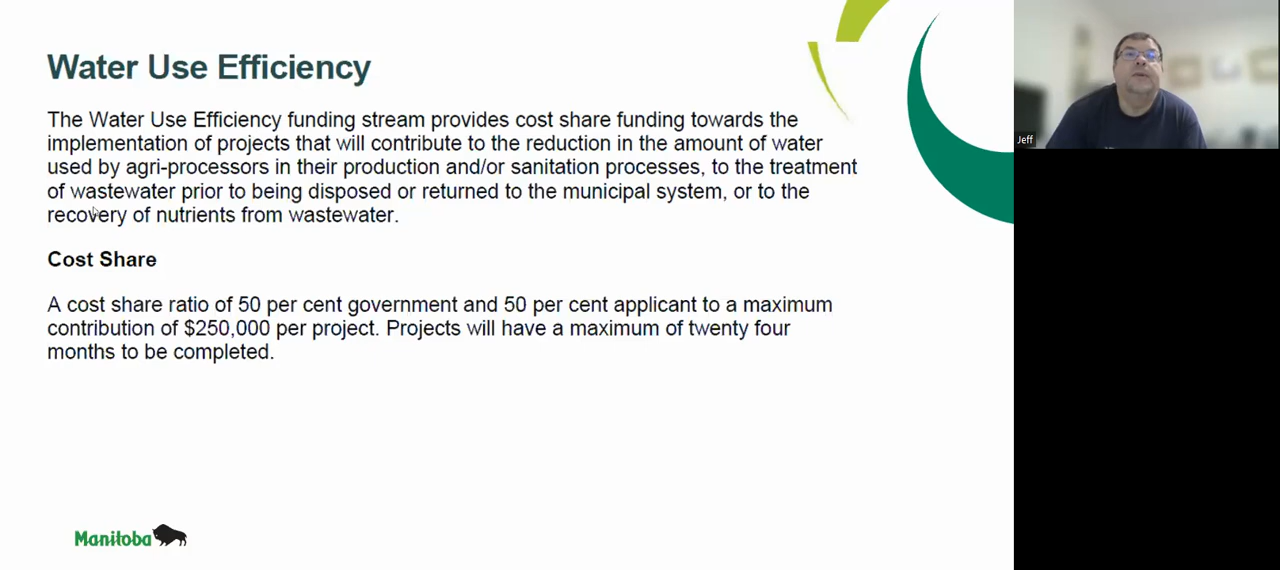 Water Use Efficiency
The Water Use Efficiency funding stream provides cost share funding towards the
implementation of projects that will contribute to the reduction in the amount of water
used by agri-processors in their production and/or sanitation processes, to the treatment
of wastewater prior to being disposed or returned to the municipal system, or to the
recovery of nutrients from wastewater.
Cost Share
A cost share ratio of 50 per cent government and 50 per cent applicant to a maximum
contribution of $250,000 per project. Projects will have a maximum of twenty four
months to be completed.
Manitoba
Jeff